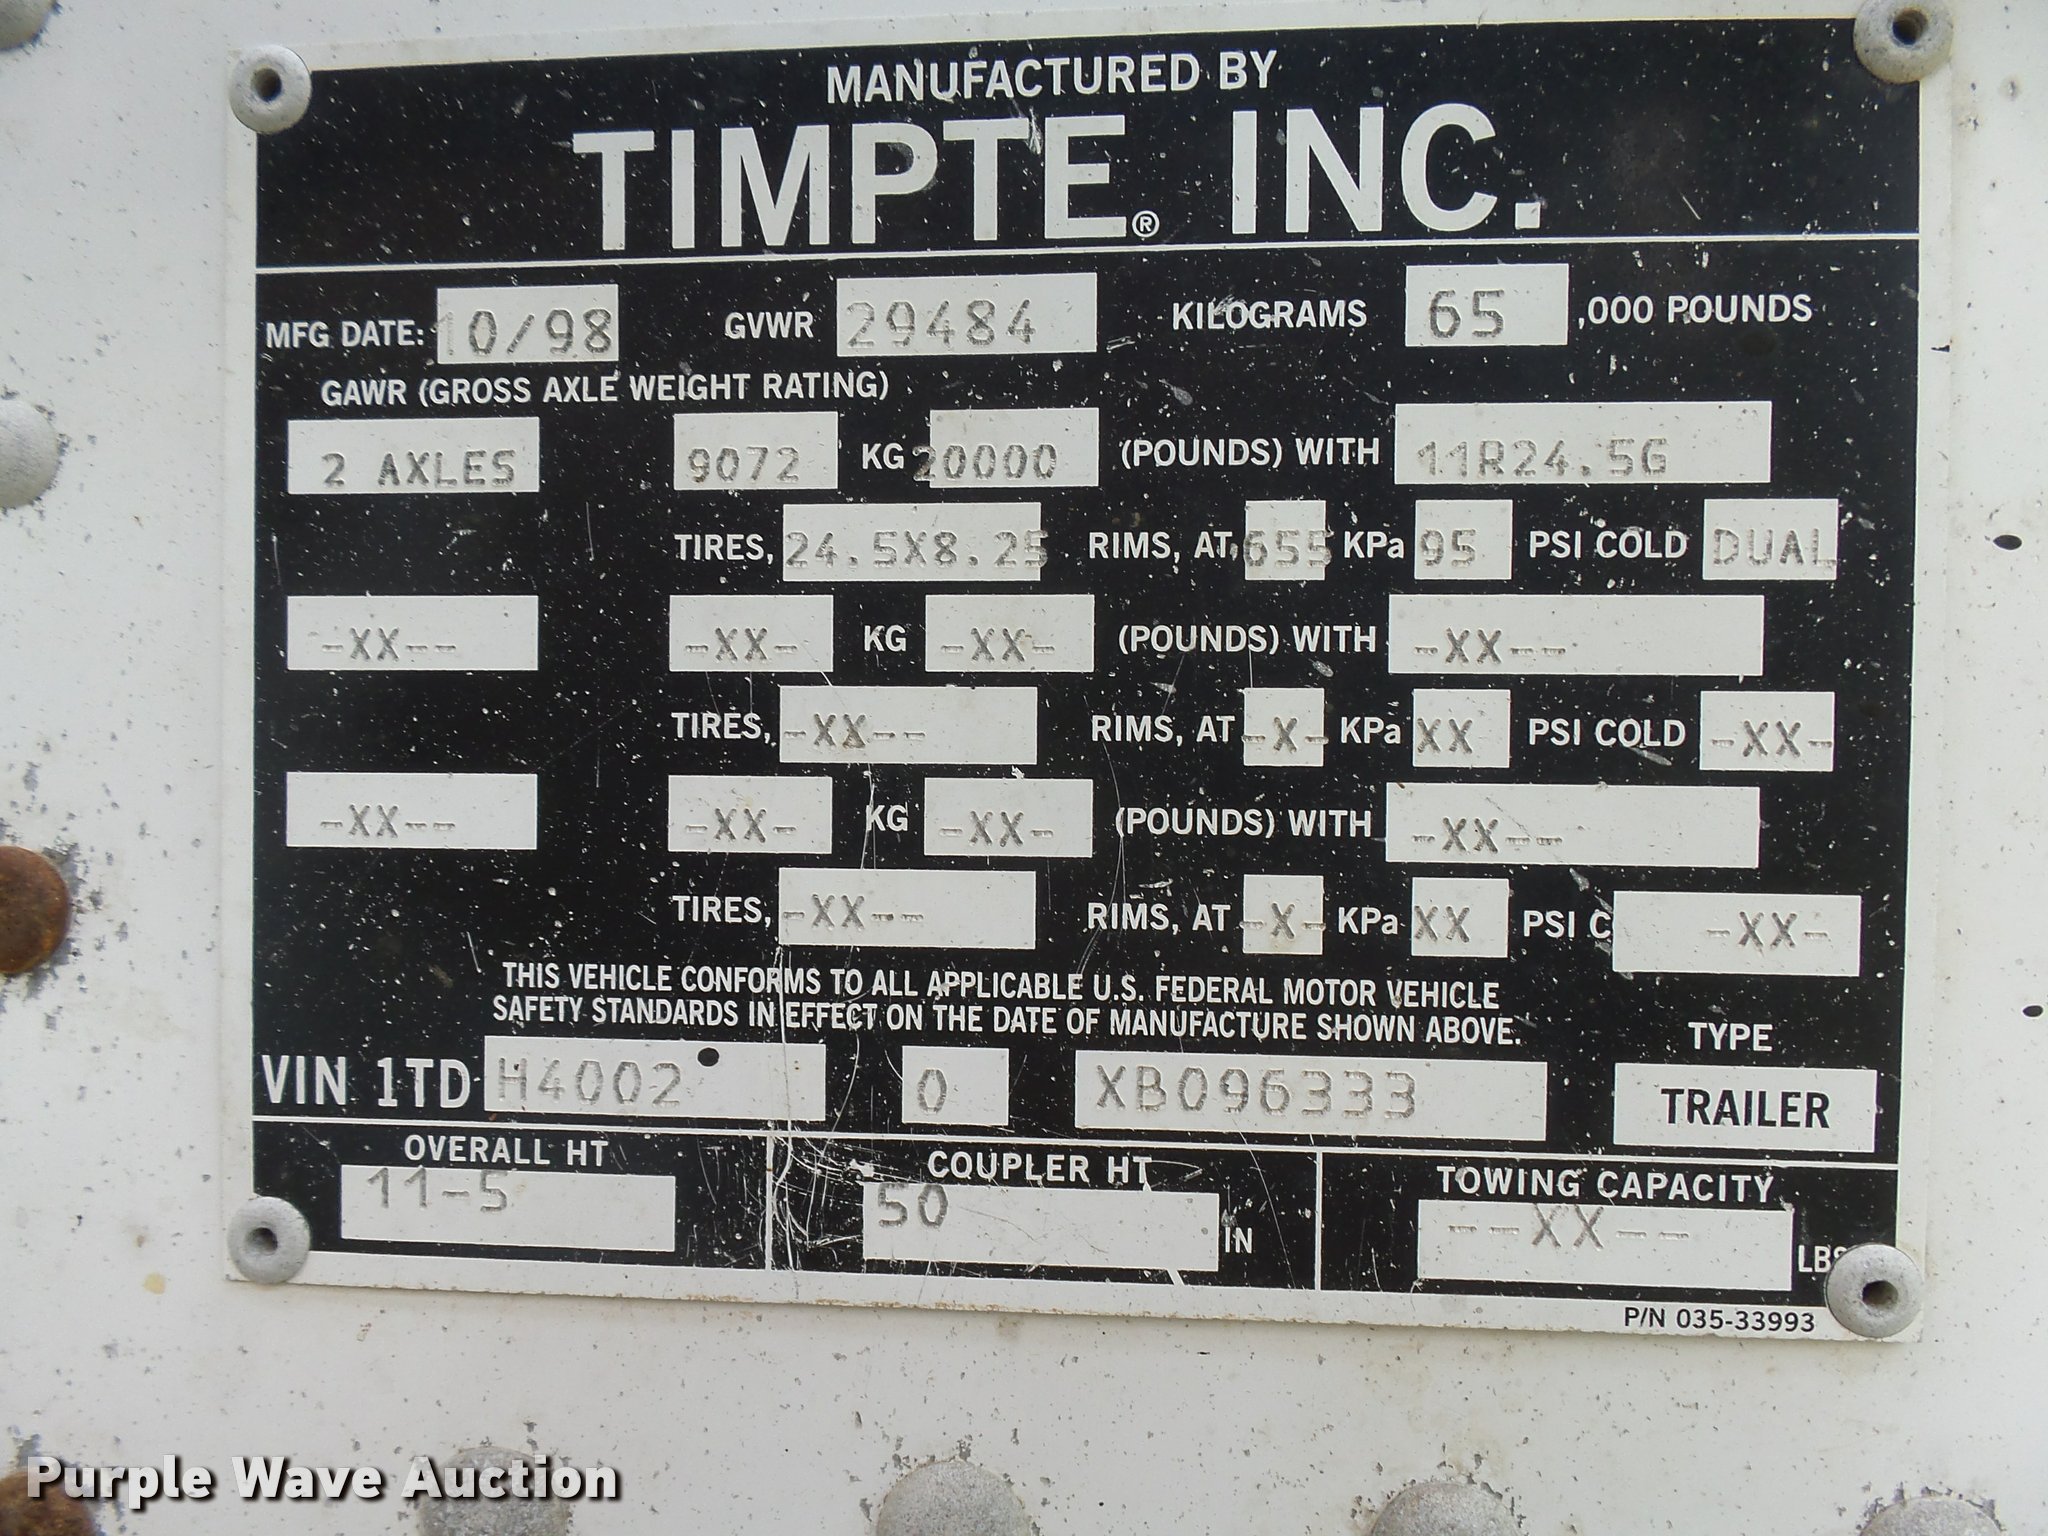 MANUFACTURED BY
TIMPTE® INC.
MFG DATE: 10/98 GVWR 29484 KILOGRAMS 65 ,000 POUNDS
GAWR (GROSS AXLE WEIGHT RATING)
2 AXLES 9072 KG 20000 (POUNDS) WITH 11R24.5G
TIRES, 24.5X8.25 RIMS, AT 655 KPa 95 PSI COLD DUAL
-XX-- -XX- KG -XX- (POUNDS) WITH -XX--
TIRES, -XX-- RIMS, AT -X- KPa XX PSI COLD -XX-
-XX-- -XX- KG -XX- (POUNDS) WITH -XX--
TIRES, -XX-- RIMS, AT -X- KPa XX PSI C -XX-
THIS VEHICLE CONFORMS TO ALL APPLICABLE U.S. FEDERAL MOTOR VEHICLE
SAFETY STANDARDS IN EFFECT ON THE DATE OF MANUFACTURE SHOWN ABOVE.
TYPE
VIN 1TD H4002 0 XB096333 TRAILER
OVERALL HT COUPLER HT TOWING CAPACITY
11-5 50 IN ---XX-- LBS
P/N 035-33993
Purple Wave Auction